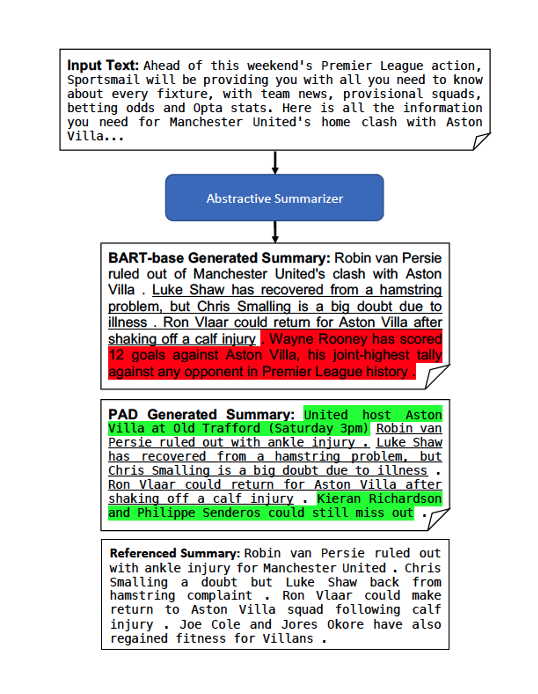 Input Text: Ahead of this weekend's Premier League action,
Sportsmail will be providing you with all you need to know
about every fixture, with team news, provisional squads,
betting odds and Opta stats. Here is all the information
you need for Manchester United's home clash with Aston
Villa...
Abstractive Summarizer
BART-base Generated Summary: Robin van Persie
ruled out of Manchester United's clash with Aston
Villa . Luke Shaw has recovered from a hamstring
problem, but Chris Smalling is a big doubt due to
illness . Ron Vlaar could return for Aston Villa after
shaking off a calf injury . Wayne Rooney has scored
12 goals against Aston Villa, his joint-highest tally
against any opponent in Premier League history .
PAD Generated Summary: United host Aston
Villa at Old Trafford (Saturday 3pm) Robin van
Persie ruled out with ankle injury . Luke Shaw
has recovered from a hamstring problem, but
Chris Smalling is a big doubt due to illness .
Ron Vlaar could return for Aston Villa after
shaking off a calf injury . Kieran Richardson
and Philippe Senderos could still miss out .
Referenced Summary: Robin van Persie ruled out
with ankle injury for Manchester United . Chris
Smalling a doubt but Luke Shaw back from
hamstring complaint . Ron Vlaar could make
return to Aston Villa squad following calf
injury . Joe Cole and Jores Okore have also
regained fitness for Villans .